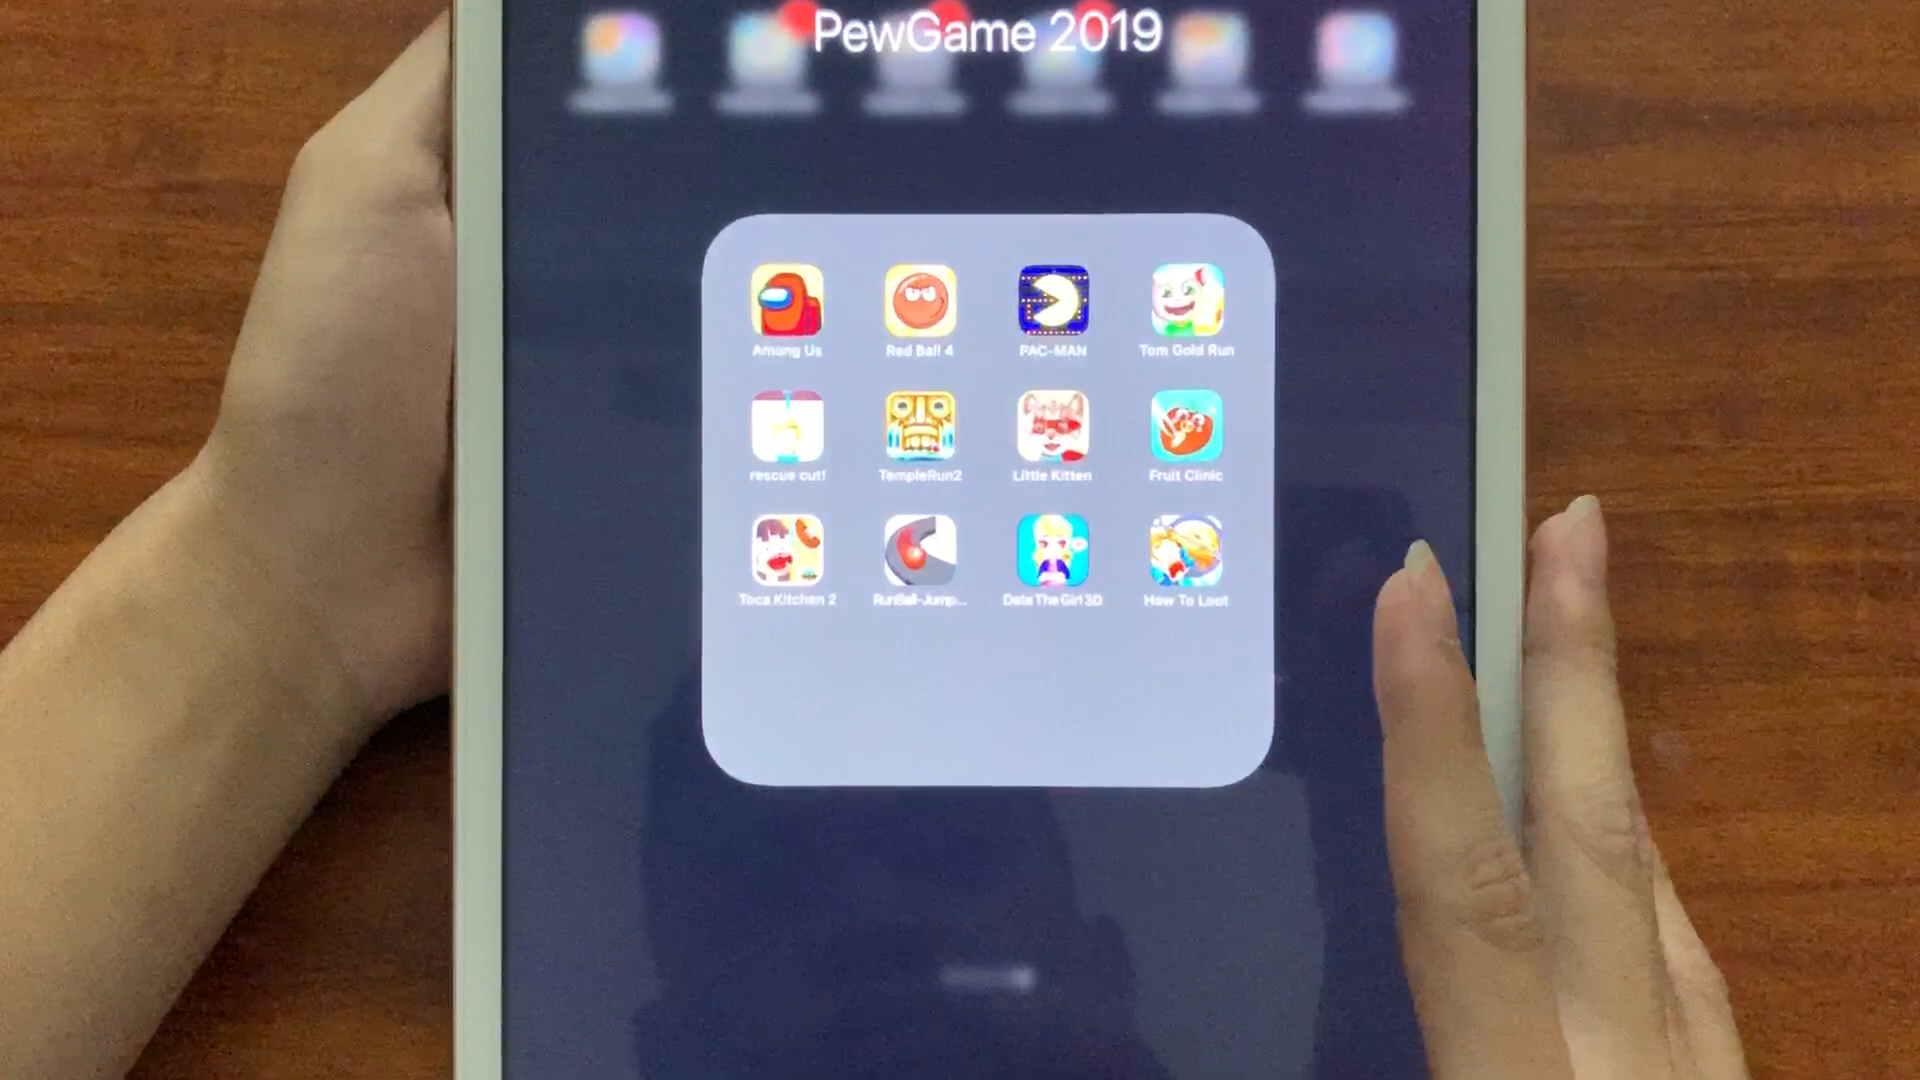 PewGame 2019
Among Us
Red Ball 4
PAC-MAN
Tom Gold Run
rescue cut!
TempleRun2
Little Kitten
Fruit Clinic
Toca Kitchen 2
RunBall-Jump...
Date The Girl 3D
How To Loot